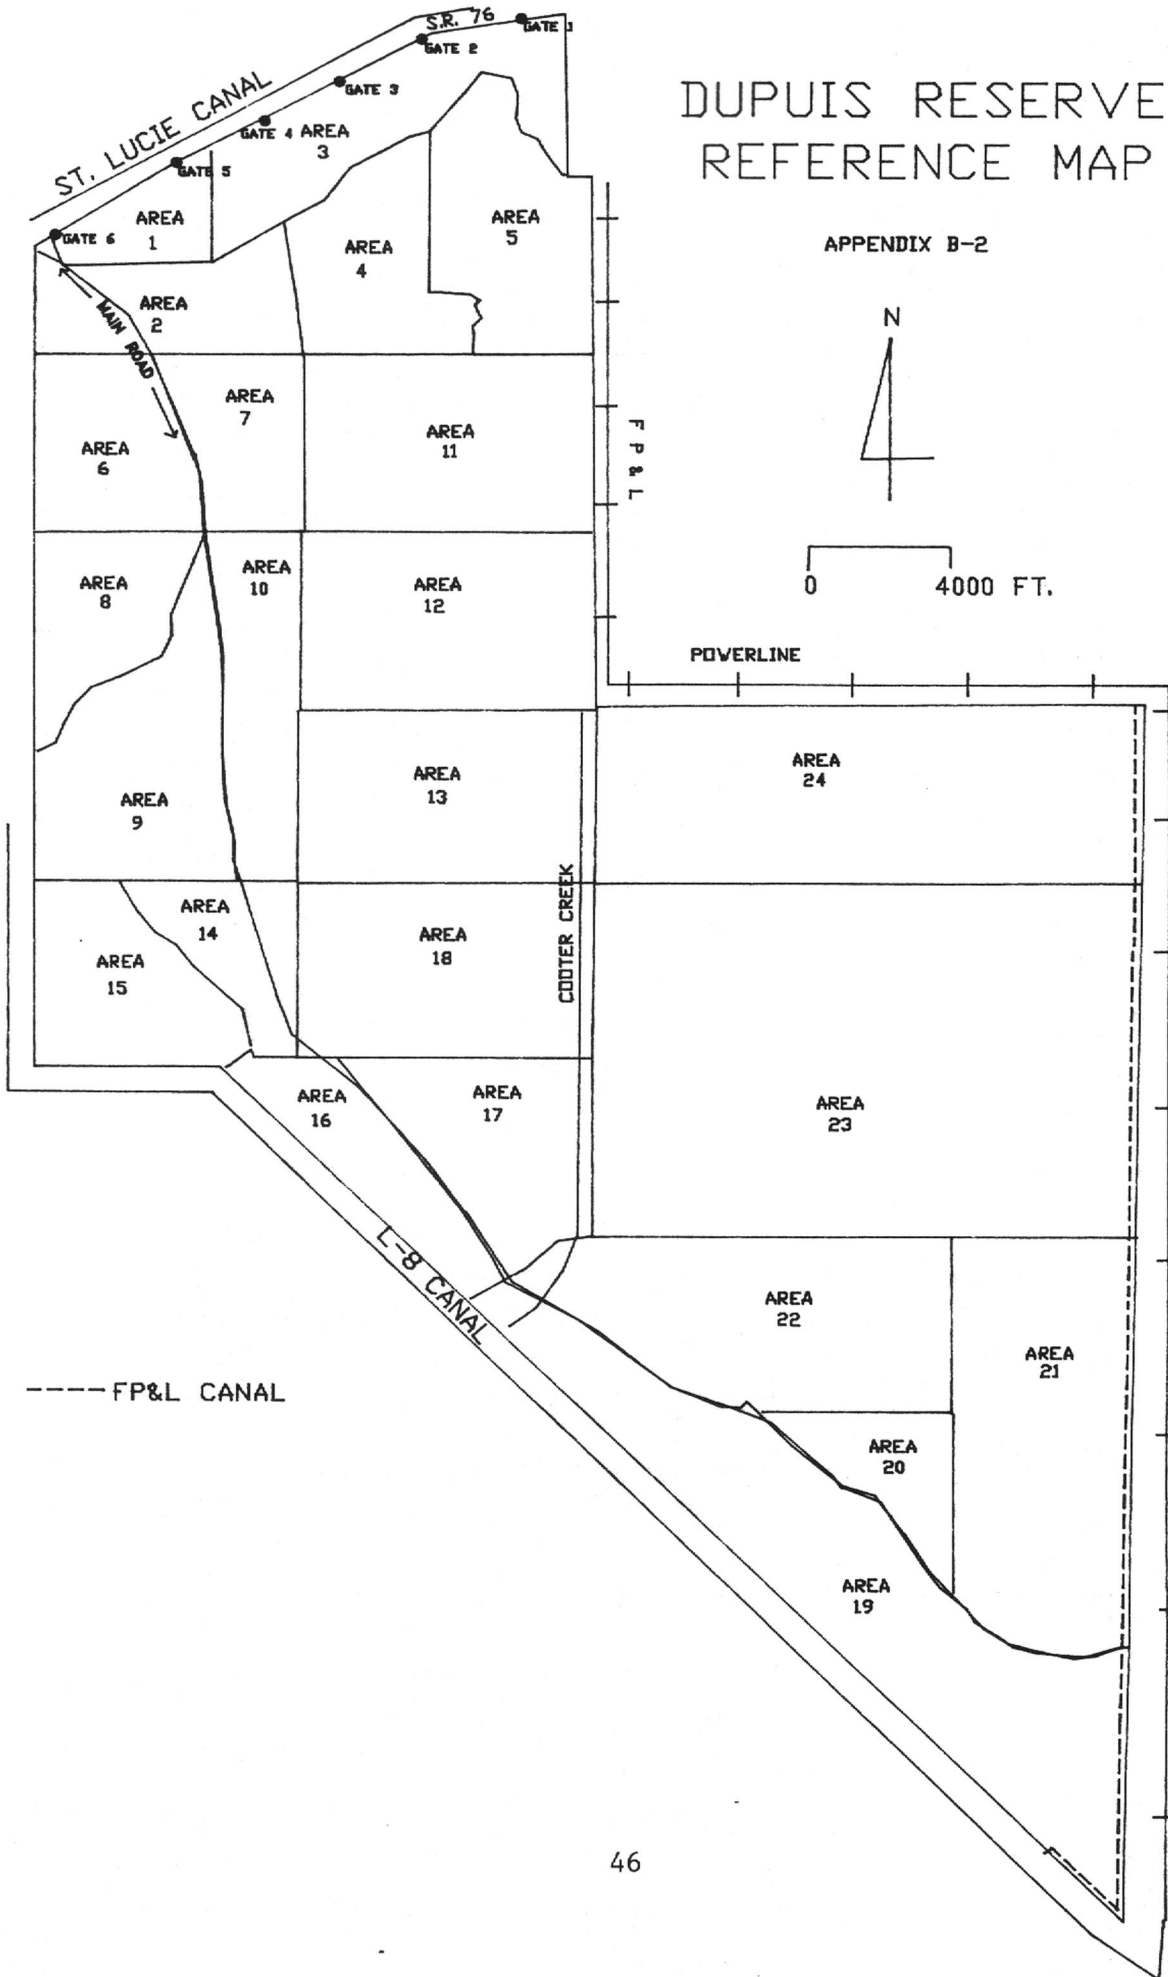 S.R. 76
GATE 1
GATE 2
GATE 3
GATE 4
GATE 5
GATE 6
ST. LUCIE CANAL
DUPUIS RESERVE
REFERENCE MAP
APPENDIX B-2
N
0 4000 FT.
AREA
3
AREA
1
AREA
5
AREA
4
AREA
2
MAIN ROAD
AREA
7
AREA
11
AREA
6
F P & L
AREA
8
AREA
10
AREA
12
POWERLINE
AREA
13
AREA
24
AREA
9
COOTER CREEK
AREA
14
AREA
18
AREA
15
AREA
16
AREA
17
AREA
23
L-8 CANAL
AREA
22
AREA
21
FP&L CANAL
AREA
20
AREA
19
46